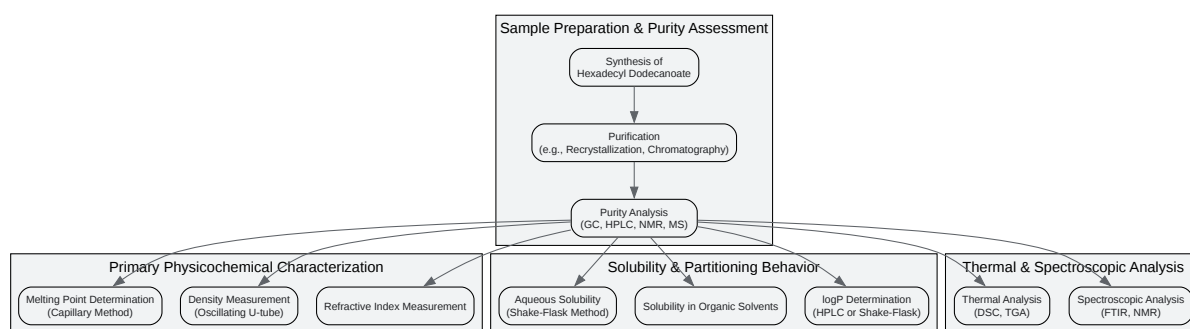 Sample Preparation & Purity Assessment
Synthesis of
Hexadecyl Dodecanoate
Purification
(e.g., Recrystallization, Chromatography)
Purity Analysis
(GC, HPLC, NMR, MS)
Primary Physicochemical Characterization
Melting Point Determination
(Capillary Method)
Density Measurement
(Oscillating U-tube)
Refractive Index Measurement
Solubility & Partitioning Behavior
Aqueous Solubility
(Shake-Flask Method)
Solubility in Organic Solvents
logP Determination
(HPLC or Shake-Flask)
Thermal & Spectroscopic Analysis
Thermal Analysis
(DSC, TGA)
Spectroscopic Analysis
(FTIR, NMR)